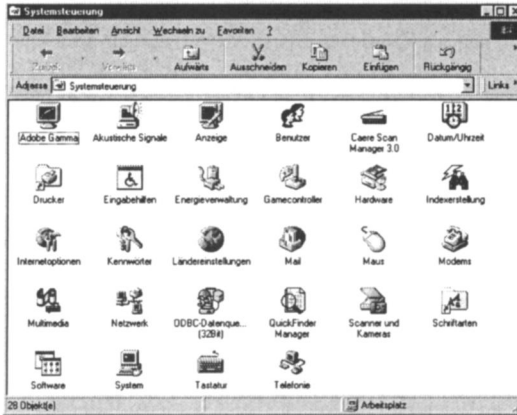 Systemsteuerung
Datei Bearbeiten Ansicht Wechseln zu Favoriten ?
Zurück Vorwärts Aufwärts Ausschneiden Kopieren Einfügen Rückgängig
Adresse Systemsteuerung Links
Adobe Gamma Akustische Signale Anzeige Benutzer Caere Scan Manager 3.0 Datum/Uhrzeit
Drucker Eingabehilfen Energieverwaltung Gamecontroller Hardware Indexerstellung
Internetoptionen Kennwörter Ländereinstellungen Mail Maus Modems
Multimedia Netzwerk ODBC-Datenque... (32Bit) QuickFinder Manager Scanner und Kameras Schriftarten
Software System Tastatur Telefonie
28 Objekt(e) Arbeitsplatz